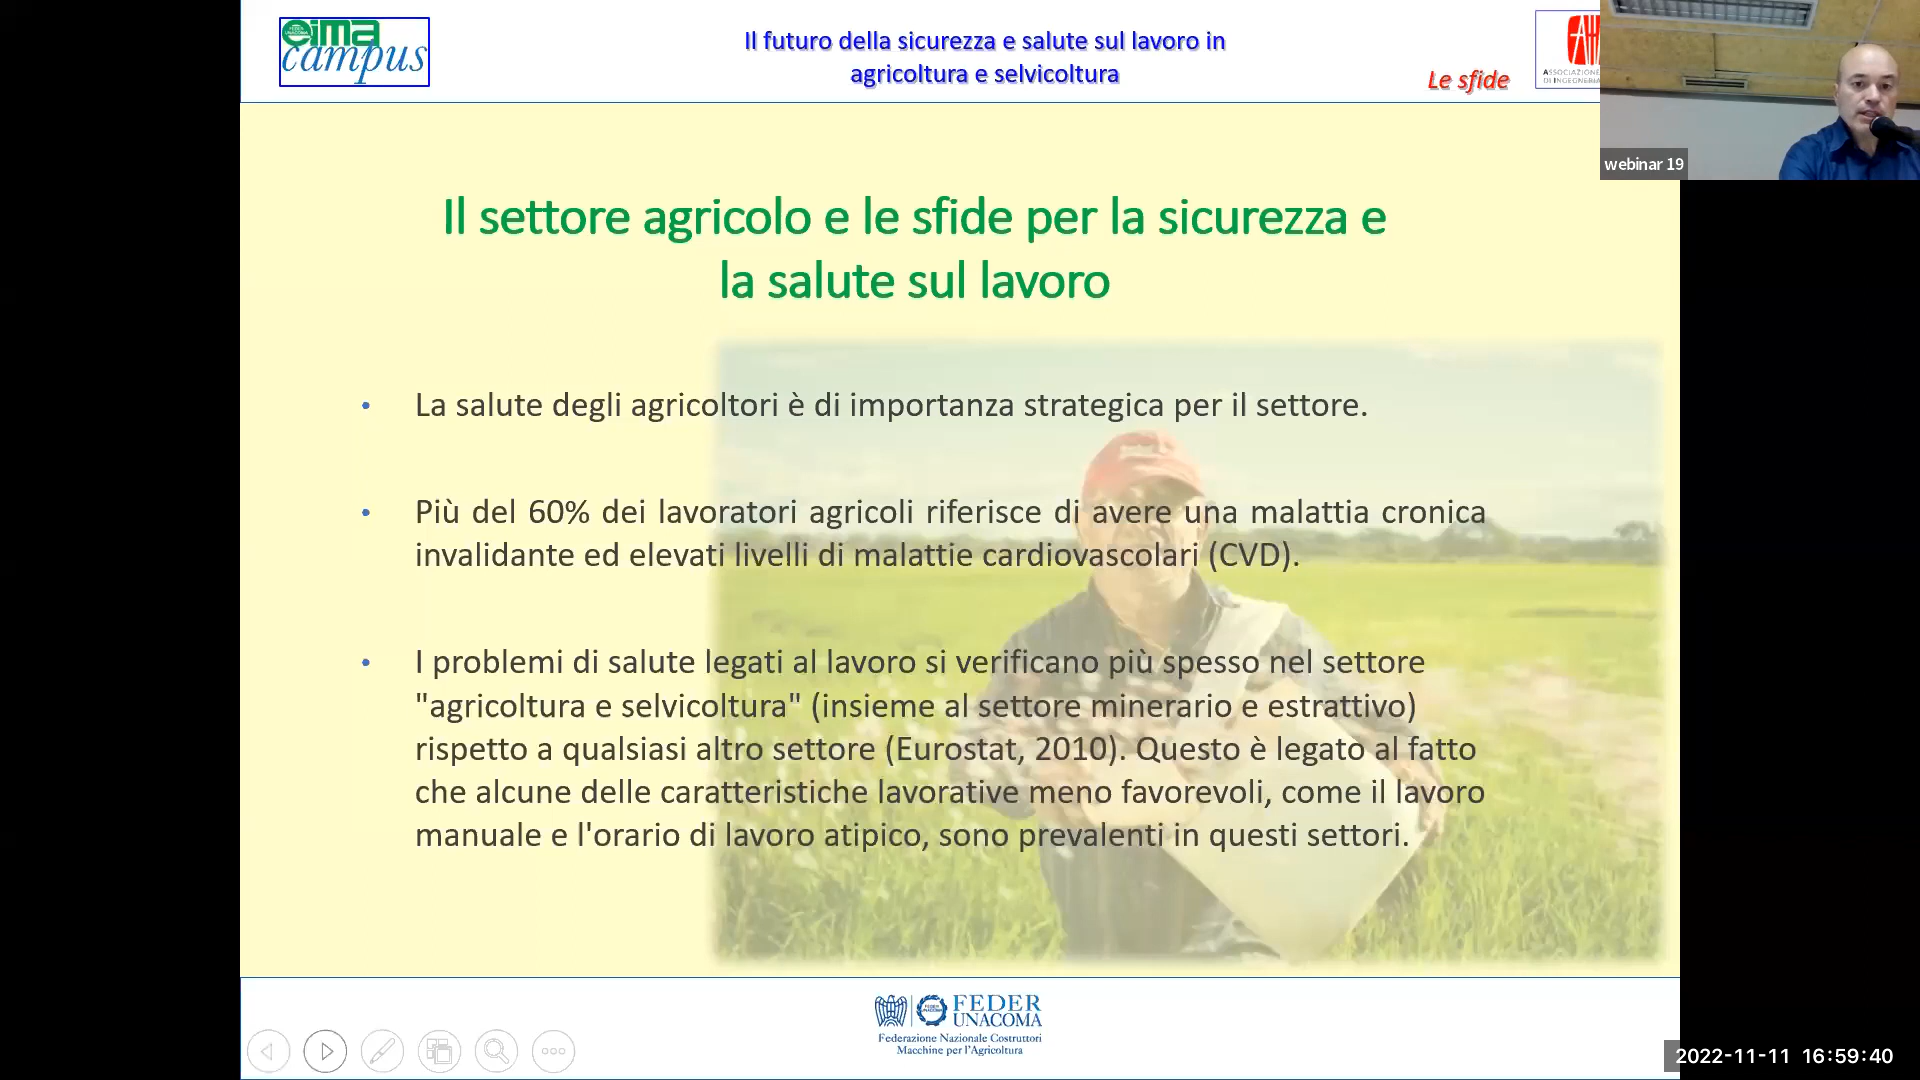 eima
campus
Il futuro della sicurezza e salute sul lavoro in
agricoltura e selvicoltura
Le sfide
ASSOCIAZIONE
DI INGEGNERIA
webinar 19
Il settore agricolo e le sfide per la sicurezza e
la salute sul lavoro
• La salute degli agricoltori è di importanza strategica per il settore.
• Più del 60% dei lavoratori agricoli riferisce di avere una malattia cronica
invalidante ed elevati livelli di malattie cardiovascolari (CVD).
• I problemi di salute legati al lavoro si verificano più spesso nel settore
"agricoltura e selvicoltura" (insieme al settore minerario e estrattivo)
rispetto a qualsiasi altro settore (Eurostat, 2010). Questo è legato al fatto
che alcune delle caratteristiche lavorative meno favorevoli, come il lavoro
manuale e l'orario di lavoro atipico, sono prevalenti in questi settori.
FEDER
UNACOMA
Federazione Nazionale Costruttori
Macchine per l'Agricoltura
2022-11-11 16:59:40